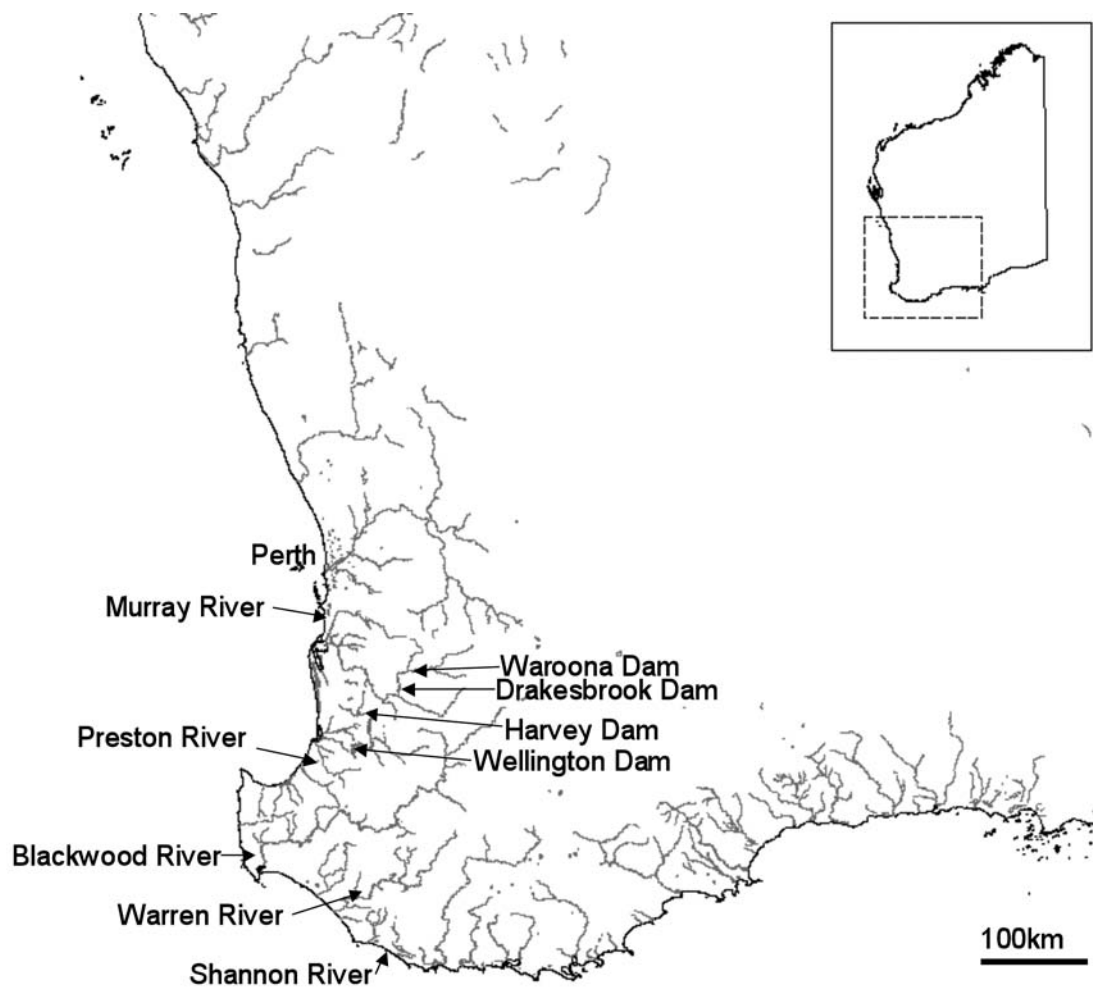 Perth
Murray River
Waroona Dam
Drakesbrook Dam
Harvey Dam
Preston River
Wellington Dam
Blackwood River
Warren River
Shannon River
100km